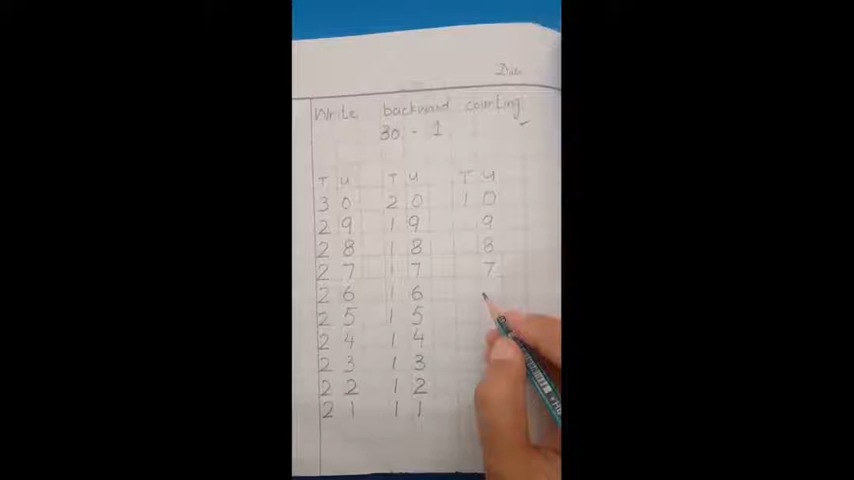 Date
Write backward counting
30 - 1
T U T U T U
3 0 2 0 1 0
2 9 1 9 9
2 8 1 8 8
2 7 1 7 7
2 6 1 6
2 5 1 5
2 4 1 4
2 3 1 3
2 2 1 2
2 1 1 1